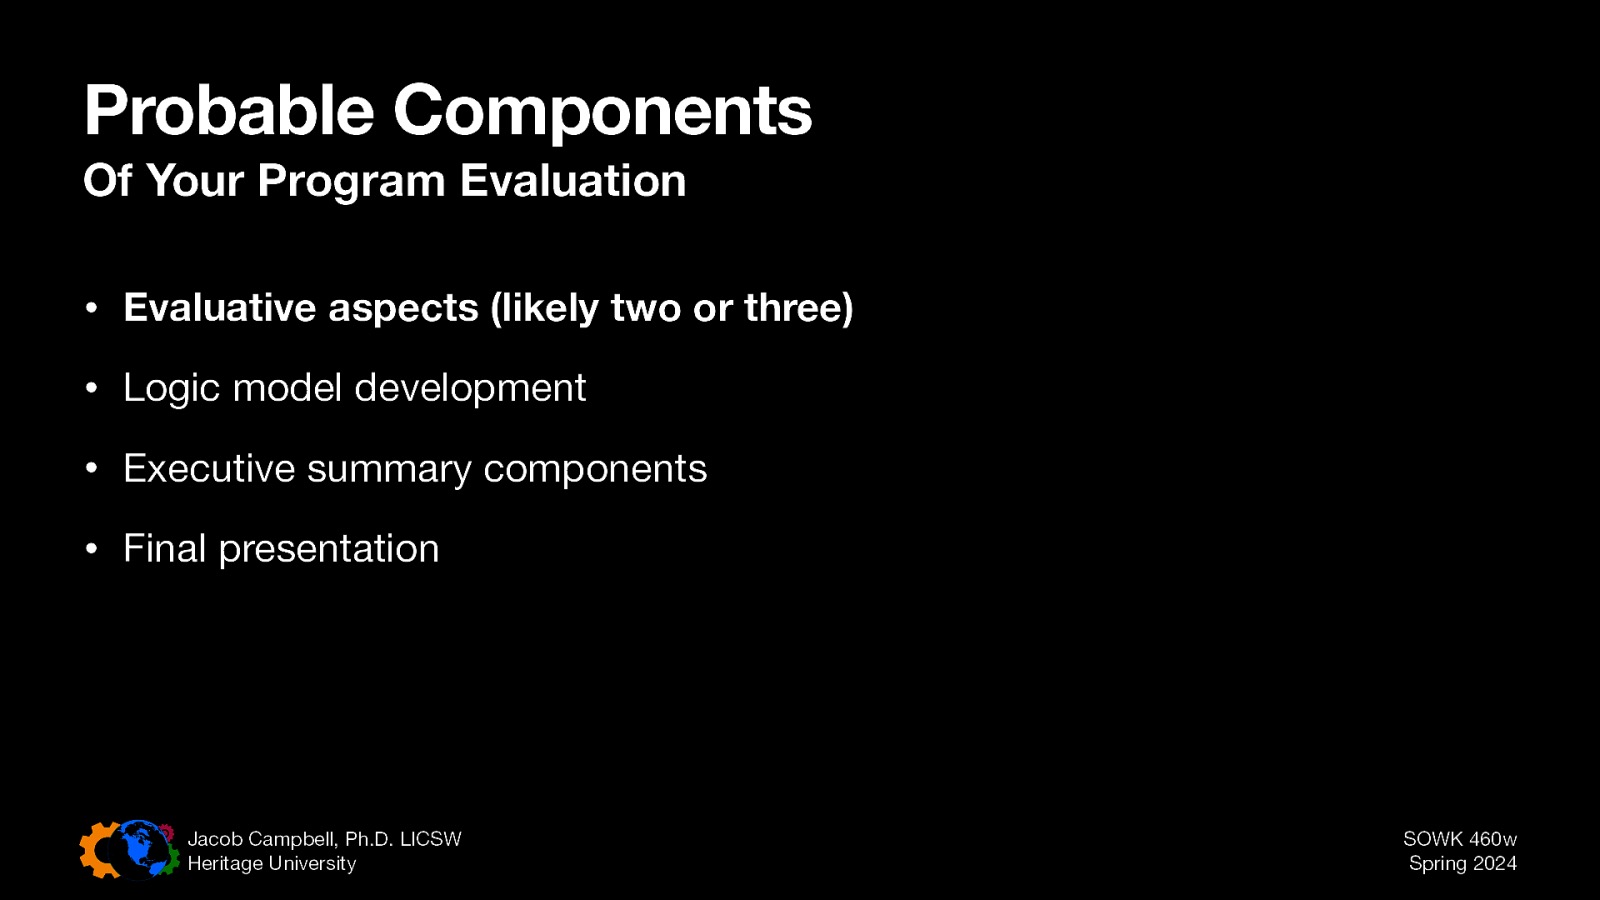 Probable Components
Of Your Program Evaluation
• Evaluative aspects (likely two or three)
• Logic model development
• Executive summary components
• Final presentation
Jacob Campbell, Ph.D. LICSW
Heritage University
SOWK 460w
Spring 2024